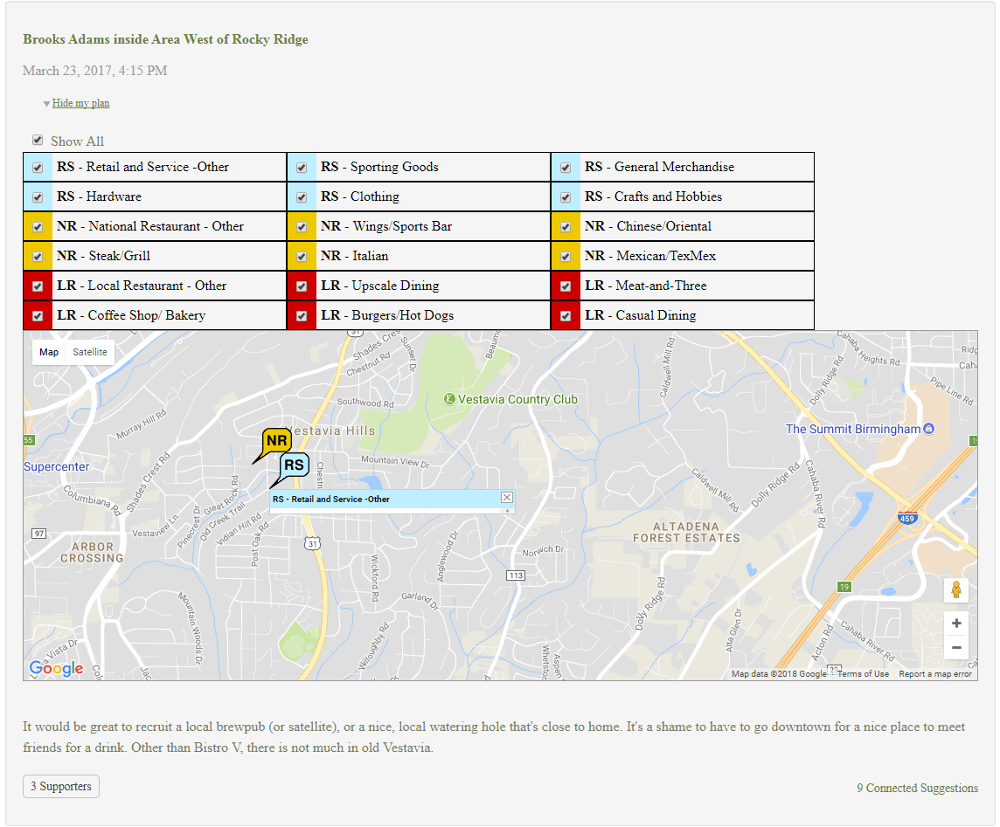 Brooks Adams inside Area West of Rocky Ridge
March 23, 2017, 4:15 PM
Hide my plan
Show All
RS - Retail and Service -Other
RS - Sporting Goods
RS - General Merchandise
RS - Hardware
RS - Clothing
RS - Crafts and Hobbies
NR - National Restaurant - Other
NR - Wings/Sports Bar
NR - Chinese/Oriental
NR - Steak/Grill
NR - Italian
NR - Mexican/TexMex
LR - Local Restaurant - Other
LR - Upscale Dining
LR - Meat-and-Three
LR - Coffee Shop/ Bakery
LR - Burgers/Hot Dogs
LR - Casual Dining
Map
Satellite
31
Shades Cres
Chestnut Rd
Sunset Dr
Beaumo
Caldwell Mill Rd
Cahaba Heights Rd
Dolly Ridge Rd
Ridg
Cah
Pipe Line Rd
Southwood Rd
Vestavia Country Club
Murray Hill Rd
Vestavia Hills
The Summit Birmingham
55
NR
Supercenter
RS
Mountain View Dr
Chestn
Shades Crest Rd
Columbiana Rd
Great Rock Rd
Caldwell Mill Rd
Dolly Ridge Rd
Cahaba River Rd
RS - Retail and Service -Other
Pinecrest Dr
Old Creek Trail
Indian Hill Rd
Vestaview Ln
Post Oak Rd
459
97
ARBOR
CROSSING
31
ALTADENA
FOREST ESTATES
Anglewood Dr
Norwich Dr
Wickford Rd
113
19
Garland Dr
Mountain Woods Dr
Dolly Ridge Rd
Alta Glen Dr
Willoughby Rd
Acton Rd
Cahaba River Rd
Vista Dr
Col
Jac
Whetstor
Aspen
Google
Map data ©2018 Google
Terms of Use
Report a map error
It would be great to recruit a local brewpub (or satellite), or a nice, local watering hole that's close to home. It's a shame to have to go downtown for a nice place to meet
friends for a drink. Other than Bistro V, there is not much in old Vestavia.
3 Supporters
9 Connected Suggestions